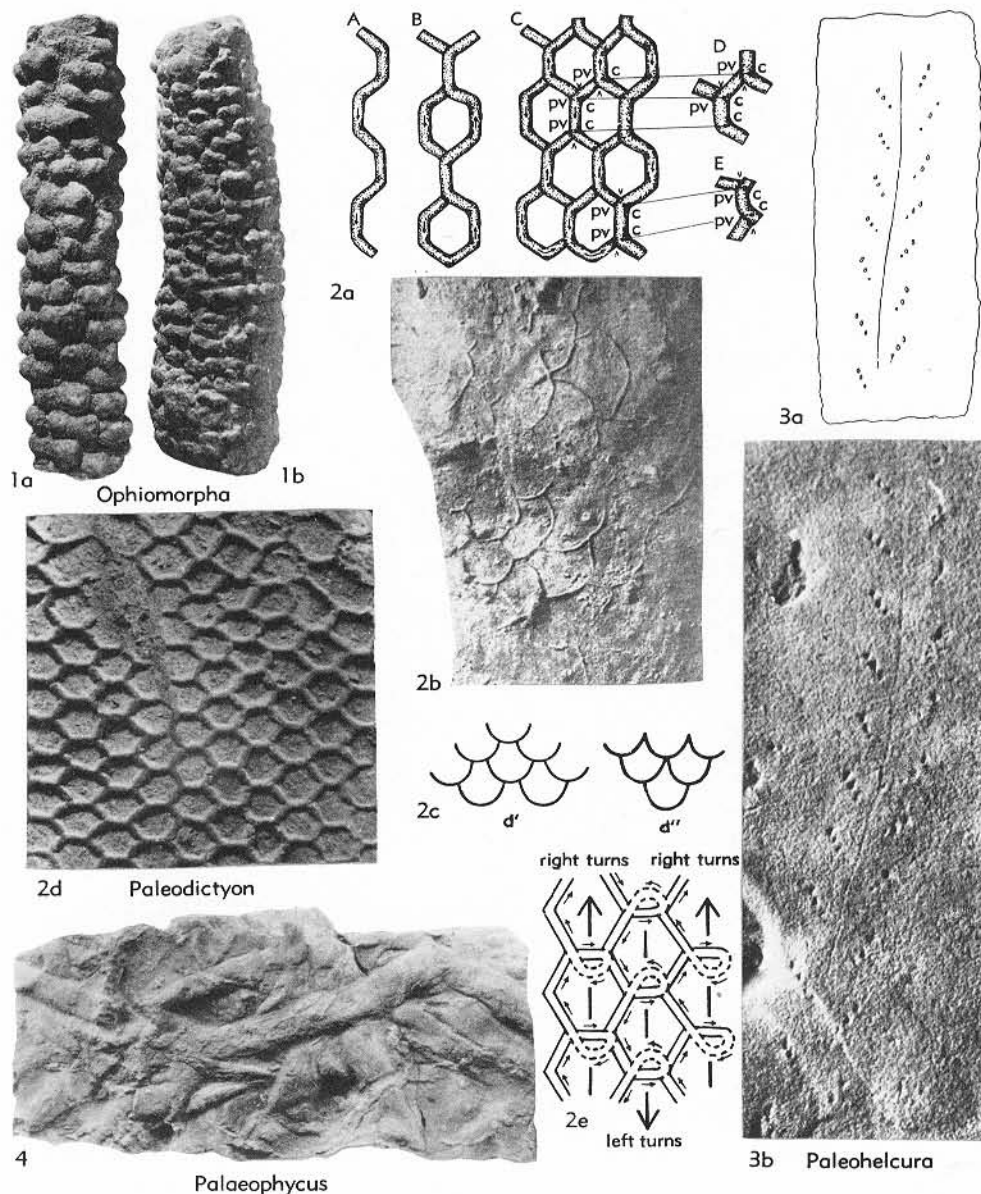 A
B
C
D
pv
c
pv
c
pv
c
pv
c
pv
c
E
pv
c
pv
c
pv
c
pv
c
2a
3a
1a
1b
Ophiomorpha
2b
2c
d'
d"
2d
Paleodictyon
right turns
right turns
2e
left turns
4
Palaeophycus
3b
Paleohelcura